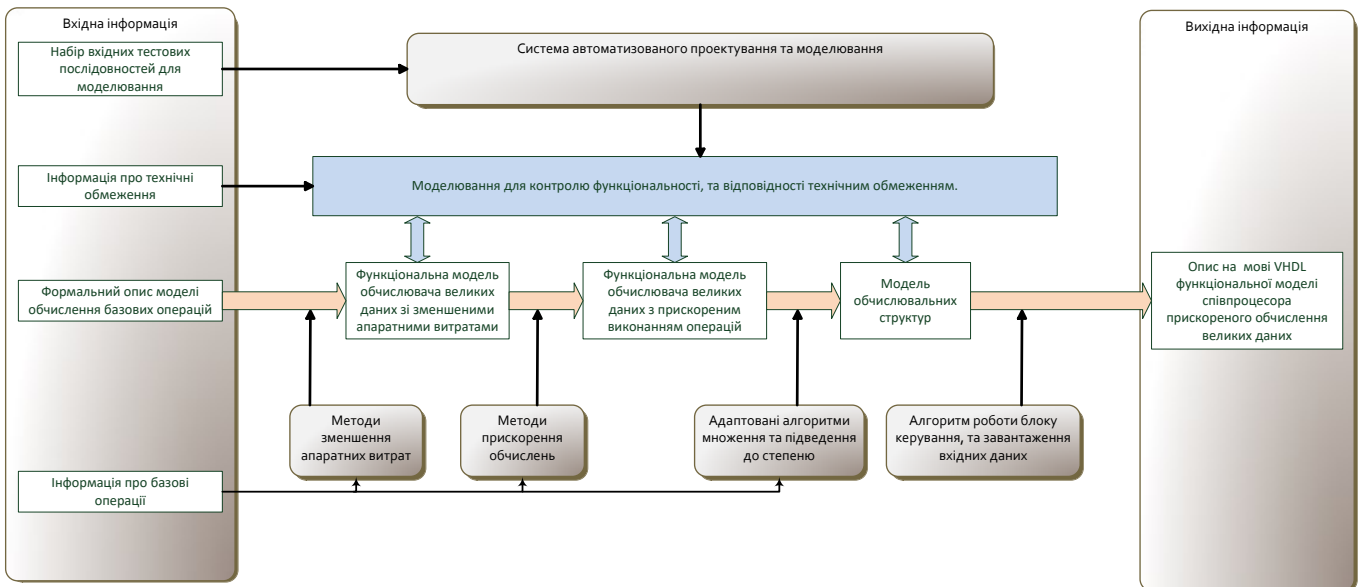 Вхідна інформація
Набір вхідних тестових
послідовностей для
моделювання
Інформація про технічні
обмеження
Формальний опис моделі
обчислення базових операцій
Інформація про базові
операції
Система автоматизованого проектування та моделювання
Моделювання для контролю функціональності, та відповідності технічним обмеженням.
Функціональна модель
обчислювача великих
даних зі зменшеними
апаратними витратами
Функціональна модель
обчислювача великих
даних з прискореним
виконанням операцій
Модель
обчислювальних
структур
Методи
зменшення
апаратних витрат
Методи
прискорення
обчислень
Адаптовані алгоритми
множення та підведення
до степеню
Алгоритм роботи блоку
керування, та завантаження
вхідних даних
Вихідна інформація
Опис на мові VHDL
функціональної моделі
співпроцесора
прискореного обчислення
великих даних